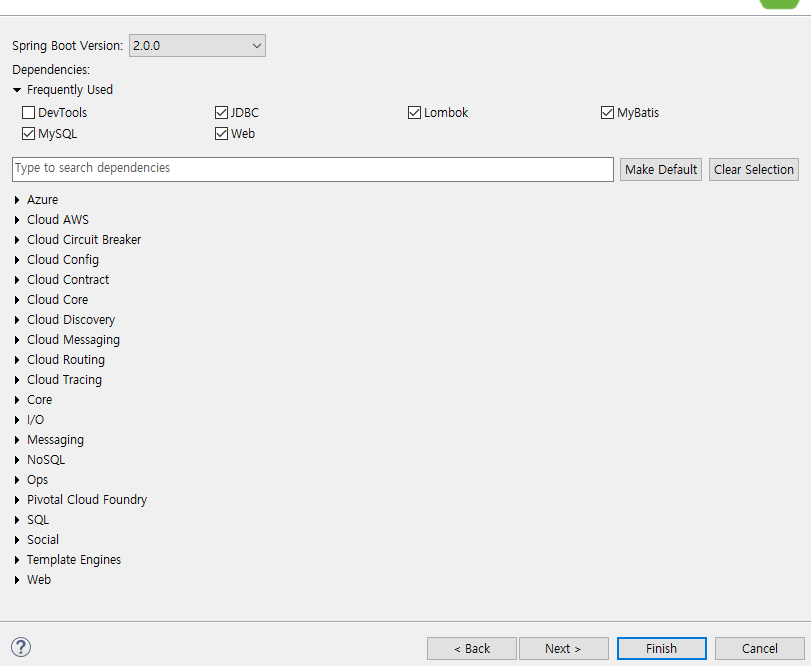 Spring Boot Version: 2.0.0
Dependencies:
Frequently Used
DevTools JDBC Lombok MyBatis
MySQL Web
Type to search dependencies Make Default Clear Selection
Azure
Cloud AWS
Cloud Circuit Breaker
Cloud Config
Cloud Contract
Cloud Core
Cloud Discovery
Cloud Messaging
Cloud Routing
Cloud Tracing
Core
I/O
Messaging
NoSQL
Ops
Pivotal Cloud Foundry
SQL
Social
Template Engines
Web
? < Back Next > Finish Cancel